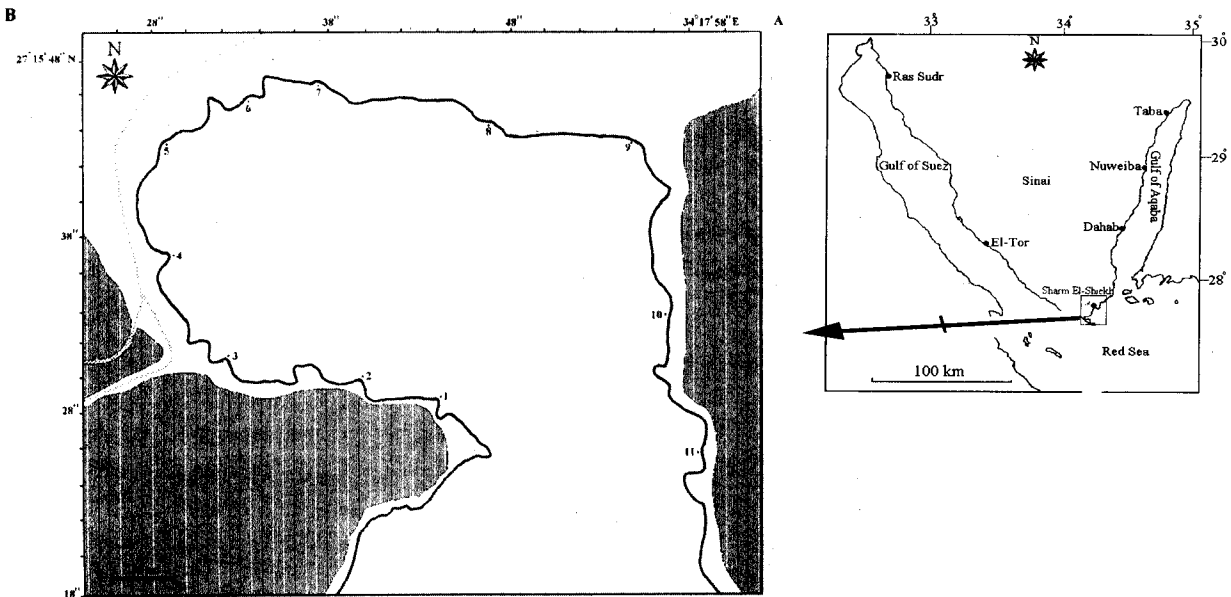 B
28"
38"
48"
34°17'58"E
27°15'48"N
N
7
6
8
5
9
30"
4
10
3
2
28"
1
11
18"
A
33
34
35
N
30
Ras Sudr
Taba
29
Gulf of Suez
Sinai
Nuweiba
Gulf of Aqaba
Dahab
El-Tor
28
Sharm El-Shiekh
Red Sea
100 km